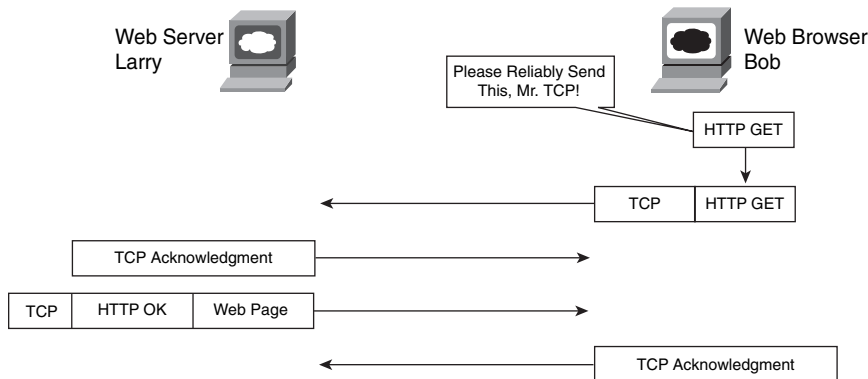 Web Server
Larry
Web Browser
Bob
Please Reliably Send
This, Mr. TCP!
HTTP GET
TCP
HTTP GET
TCP Acknowledgment
TCP
HTTP OK
Web Page
TCP Acknowledgment